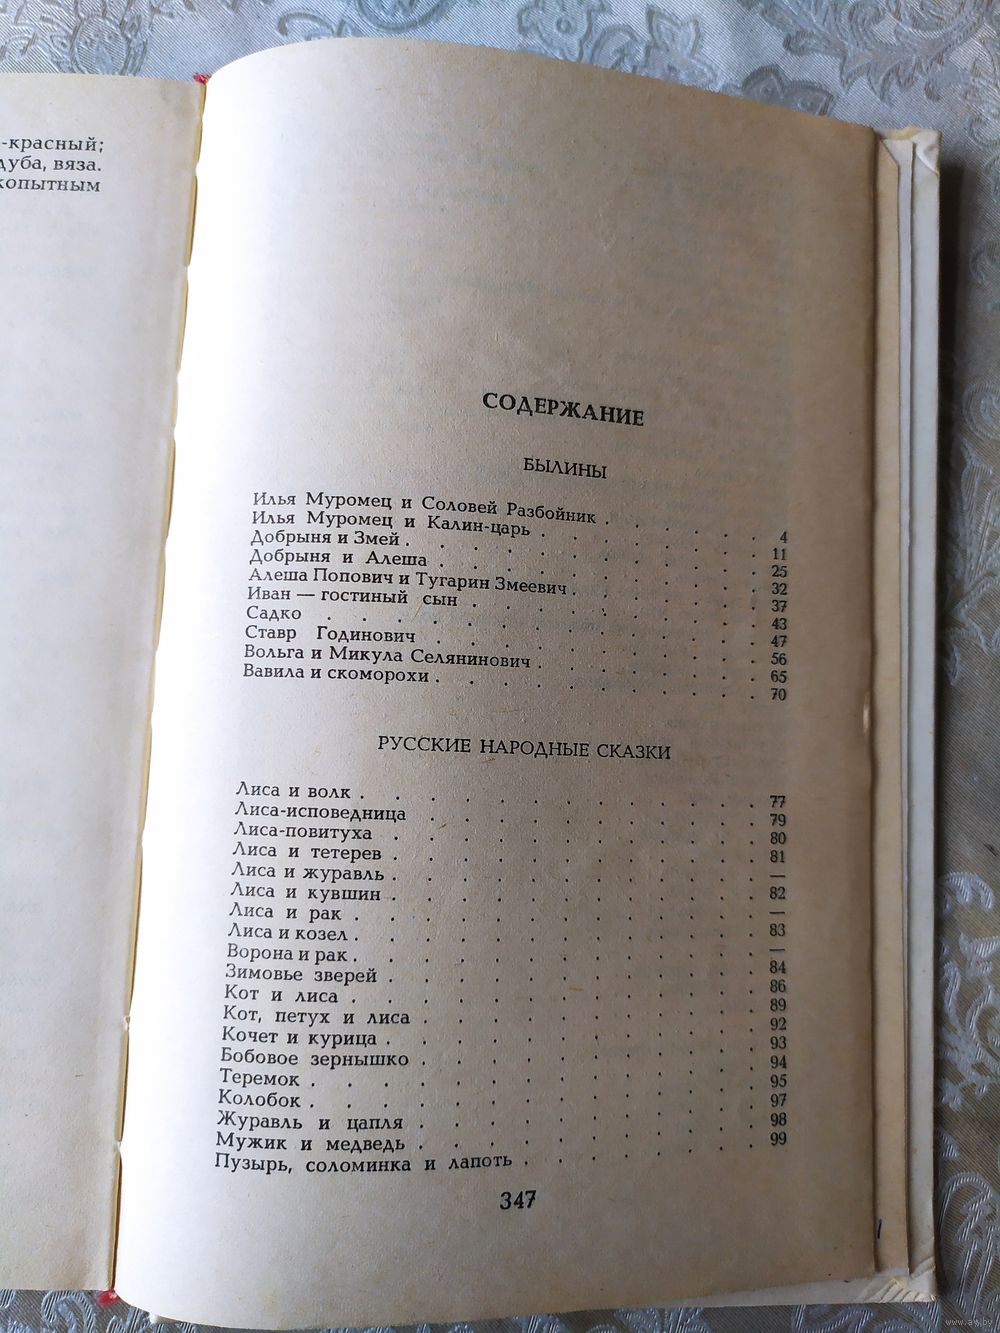 -красный;
дуба, вяза.
копытным
СОДЕРЖАНИЕ
БЫЛИНЫ
Илья Муромец и Соловей Разбойник . . . . . . 4
Илья Муромец и Калин-царь . . . . . . . 11
Добрыня и Змей . . . . . . . . . . 25
Добрыня и Алеша . . . . . . . . . 32
Алеша Попович и Тугарин Змеевич . . . . . . 37
Иван — гостиный сын . . . . . . . . . 43
Садко . . . . . . . . . . . . 47
Ставр Годинович . . . . . . . . . 56
Вольга и Микула Селянинович . . . . . . . 65
Вавила и скоморохи . . . . . . . . . 70
РУССКИЕ НАРОДНЫЕ СКАЗКИ
Лиса и волк . . . . . . . . . . . . 77
Лиса-исповедница . . . . . . . . . . 79
Лиса-повитуха . . . . . . . . . . . 80
Лиса и тетерев . . . . . . . . . . . 81
Лиса и журавль . . . . . . . . . . . —
Лиса и кувшин . . . . . . . . . . . 82
Лиса и рак . . . . . . . . . . . . —
Лиса и козел . . . . . . . . . . . . 83
Ворона и рак . . . . . . . . . . . . —
Зимовье зверей . . . . . . . . . . . 84
Кот и лиса . . . . . . . . . . . . 86
Кот, петух и лиса . . . . . . . . . . 89
Кочет и курица . . . . . . . . . . . 92
Бобовое зернышко . . . . . . . . . . 93
Теремок . . . . . . . . . . . . . 94
Колобок . . . . . . . . . . . . . 95
Журавль и цапля . . . . . . . . . . 97
Мужик и медведь . . . . . . . . . . 98
Пузырь, соломинка и лапоть . . . . . . . 99
347
www.ay.by